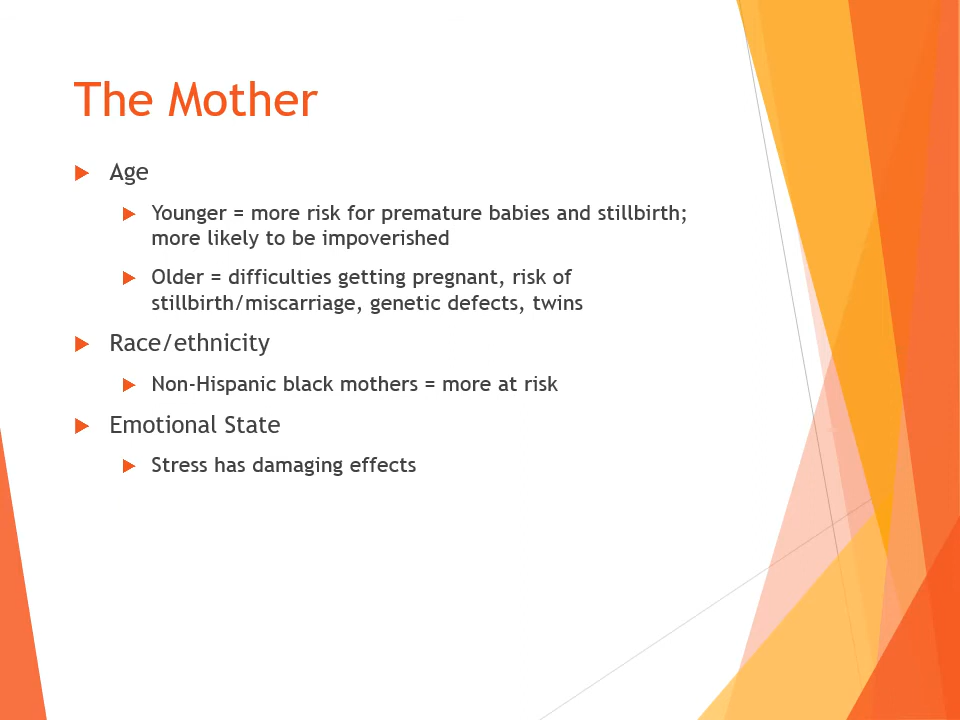 The Mother
Age
Younger = more risk for premature babies and stillbirth;
more likely to be impoverished
Older = difficulties getting pregnant, risk of
stillbirth/miscarriage, genetic defects, twins
Race/ethnicity
Non-Hispanic black mothers = more at risk
Emotional State
Stress has damaging effects